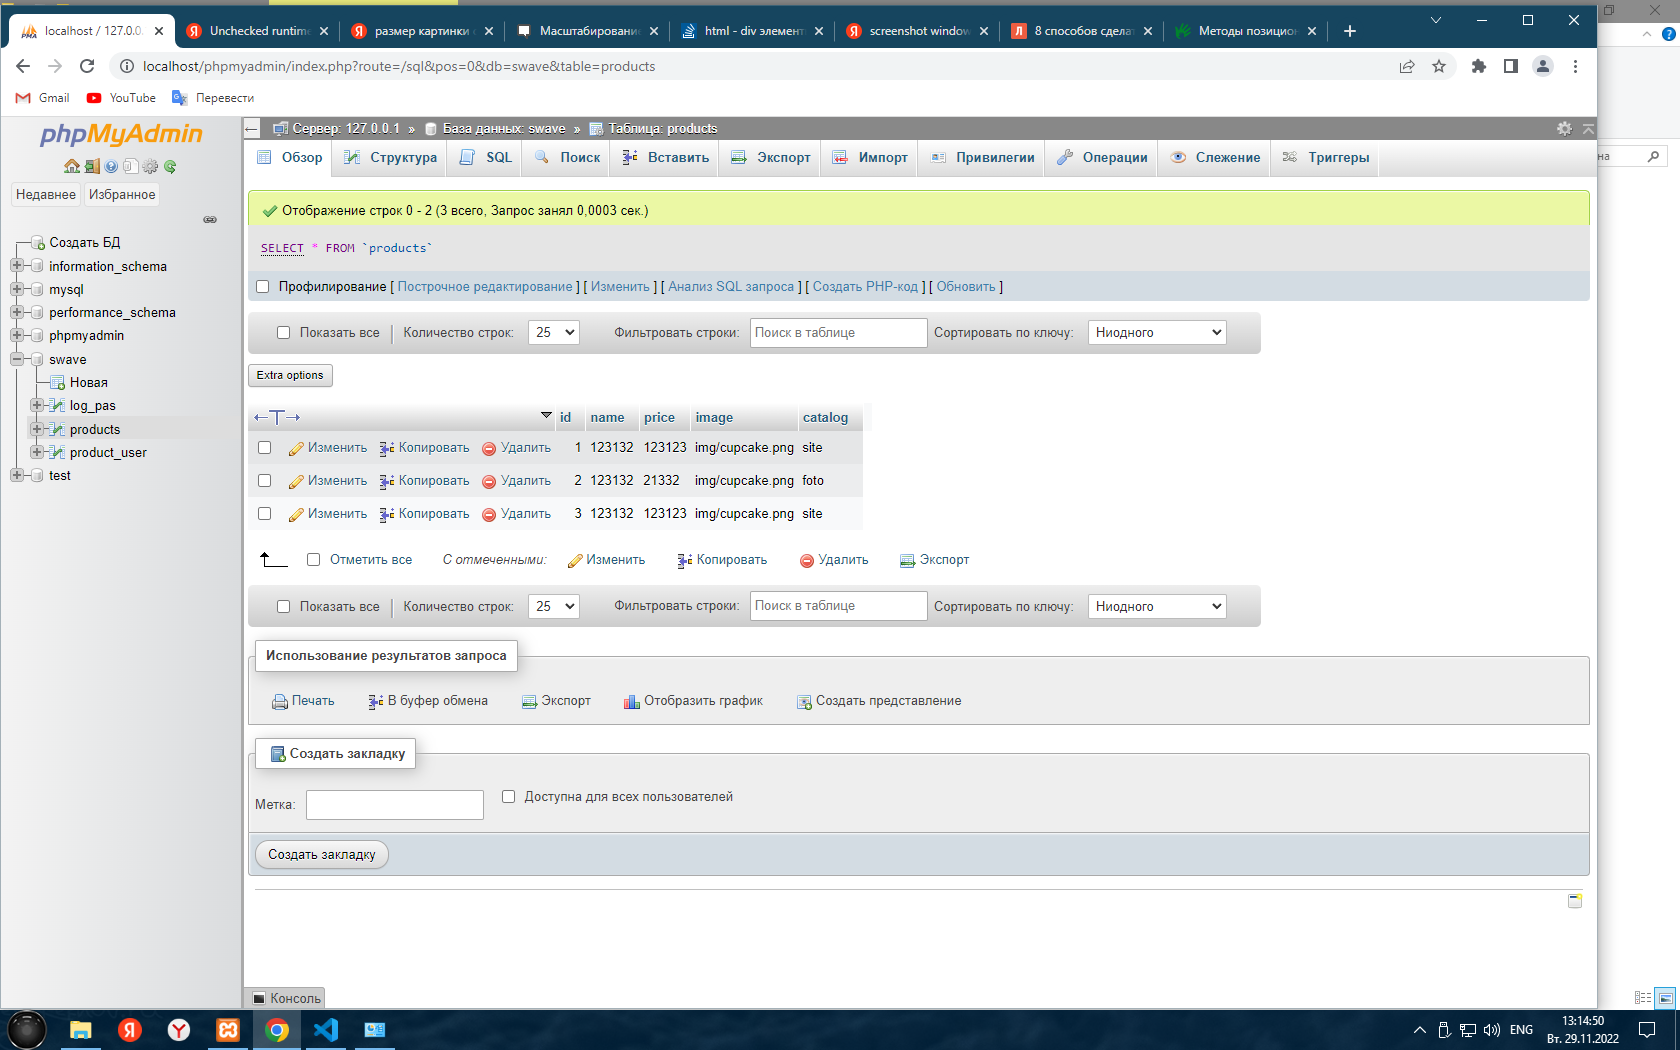 localhost / 127.0.0.
Unchecked runtime
размер картинки
Масштабирование
html - div элемент
screenshot window
8 способов сделат
Методы позицион
localhost/phpmyadmin/index.php?route=/sql&pos=0&db=swave&table=products
Gmail
YouTube
Перевести
phpMyAdmin
Недавнее
Избранное
Создать БД
information_schema
mysql
performance_schema
phpmyadmin
swave
Новая
log_pas
products
product_user
test
Сервер: 127.0.0.1 » База данных: swave » Таблица: products
Обзор
Структура
SQL
Поиск
Вставить
Экспорт
Импорт
Привилегии
Операции
Слежение
Триггеры
на
Отображение строк 0 - 2 (3 всего, Запрос занял 0,0003 сек.)
SELECT * FROM `products`
Профилирование [ Построчное редактирование ] [ Изменить ] [ Анализ SQL запроса ] [ Создать PHP-код ] [ Обновить ]
Показать все | Количество строк: 25 Фильтровать строки: Поиск в таблице Сортировать по ключу: Ниодного
Extra options
←T→ id name price image catalog
Изменить Копировать Удалить 1 123132 123123 img/cupcake.png site
Изменить Копировать Удалить 2 123132 21332 img/cupcake.png foto
Изменить Копировать Удалить 3 123132 123123 img/cupcake.png site
Отметить все С отмеченными: Изменить Копировать Удалить Экспорт
Показать все | Количество строк: 25 Фильтровать строки: Поиск в таблице Сортировать по ключу: Ниодного
Использование результатов запроса
Печать В буфер обмена Экспорт Отобразить график Создать представление
Создать закладку
Метка: Доступна для всех пользователей
Создать закладку
Консоль
ENG
13:14:50
Вт. 29.11.2022